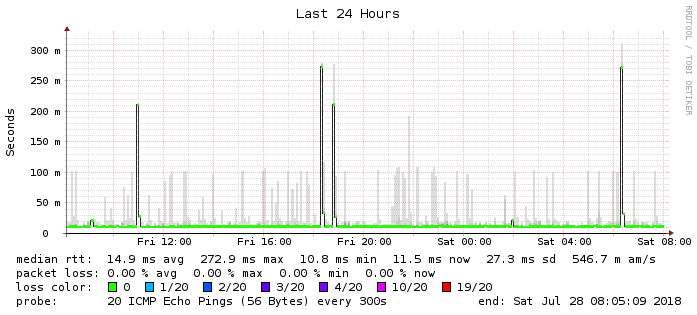 Last 24 Hours
RRDTOOL / TOBI OETIKER
Seconds
300 m
250 m
200 m
150 m
100 m
50 m
0
Fri 12:00 Fri 16:00 Fri 20:00 Sat 00:00 Sat 04:00 Sat 08:00
median rtt: 14.9 ms avg 272.9 ms max 10.8 ms min 11.5 ms now 27.3 ms sd 546.7 m am/s
packet loss: 0.00 % avg 0.00 % max 0.00 % min 0.00 % now
loss color: 0 1/20 2/20 3/20 4/20 10/20 19/20
probe: 20 ICMP Echo Pings (56 Bytes) every 300s end: Sat Jul 28 08:05:09 2018